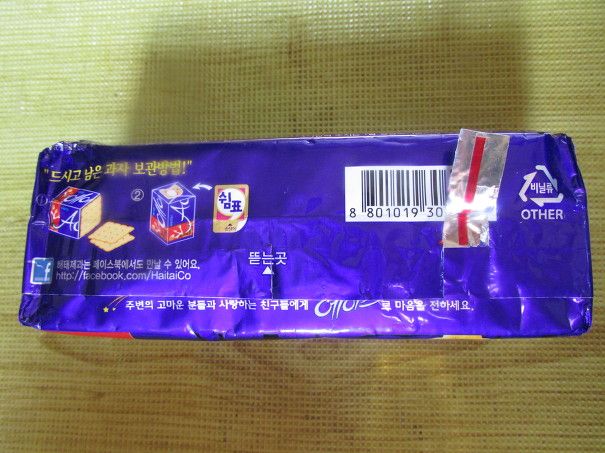 "드시고 남은 과자 보관방법!"
②
쉼표
8 801019 30
비닐류
OTHER
뜯는곳
해태제과는 페이스북에서도 만날 수 있어요.
http://facebook.com/HaitaiCo
주변의 고마운 분들과 사랑하는 친구들에게 에이스로 마음을 전하세요.